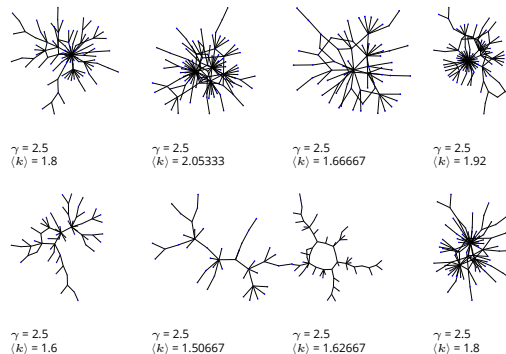 γ = 2.5
⟨k⟩ = 1.8
γ = 2.5
⟨k⟩ = 2.05333
γ = 2.5
⟨k⟩ = 1.66667
γ = 2.5
⟨k⟩ = 1.92
γ = 2.5
⟨k⟩ = 1.6
γ = 2.5
⟨k⟩ = 1.50667
γ = 2.5
⟨k⟩ = 1.62667
γ = 2.5
⟨k⟩ = 1.8